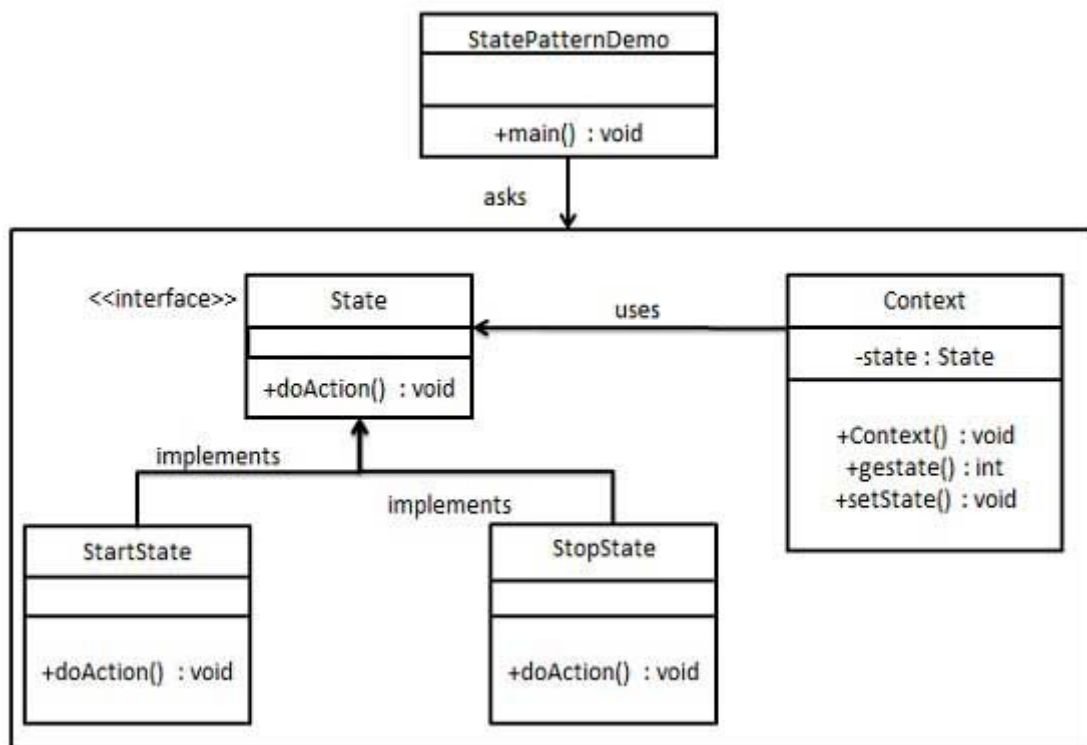 StatePatternDemo
+main() : void
asks
<<interface>>
State
+doAction() : void
uses
Context
-state : State
+Context() : void
+gestate() : int
+setState() : void
implements
implements
StartState
+doAction() : void
StopState
+doAction() : void